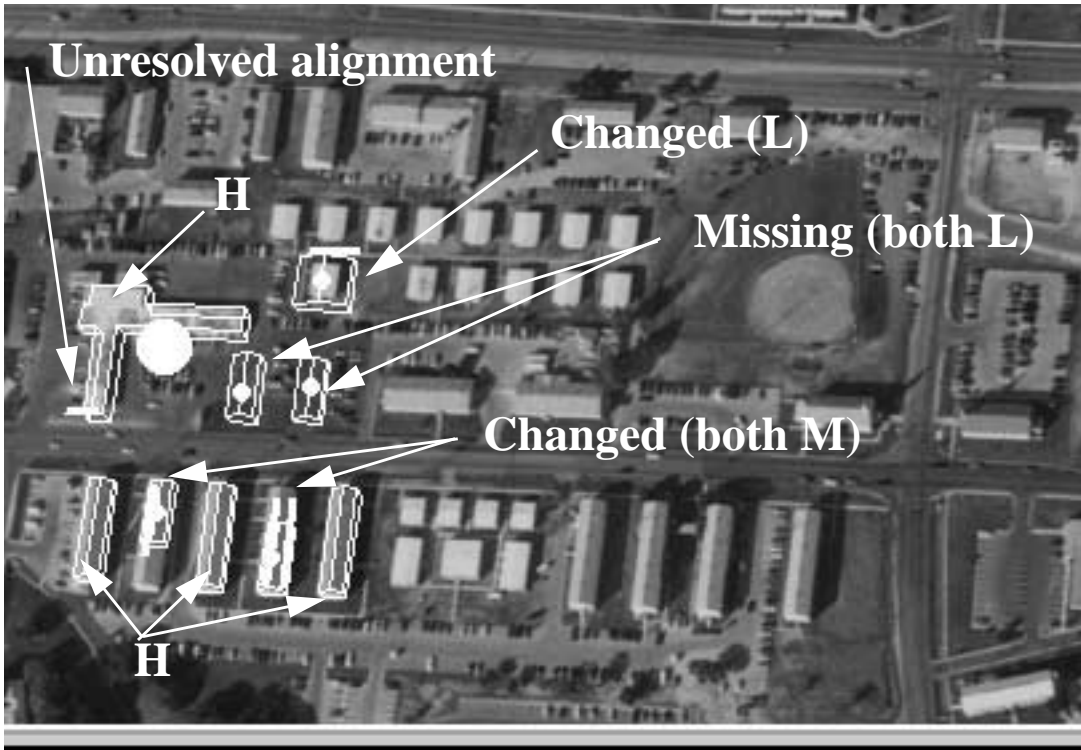 Unresolved alignment
Changed (L)
H
Missing (both L)
Changed (both M)
H